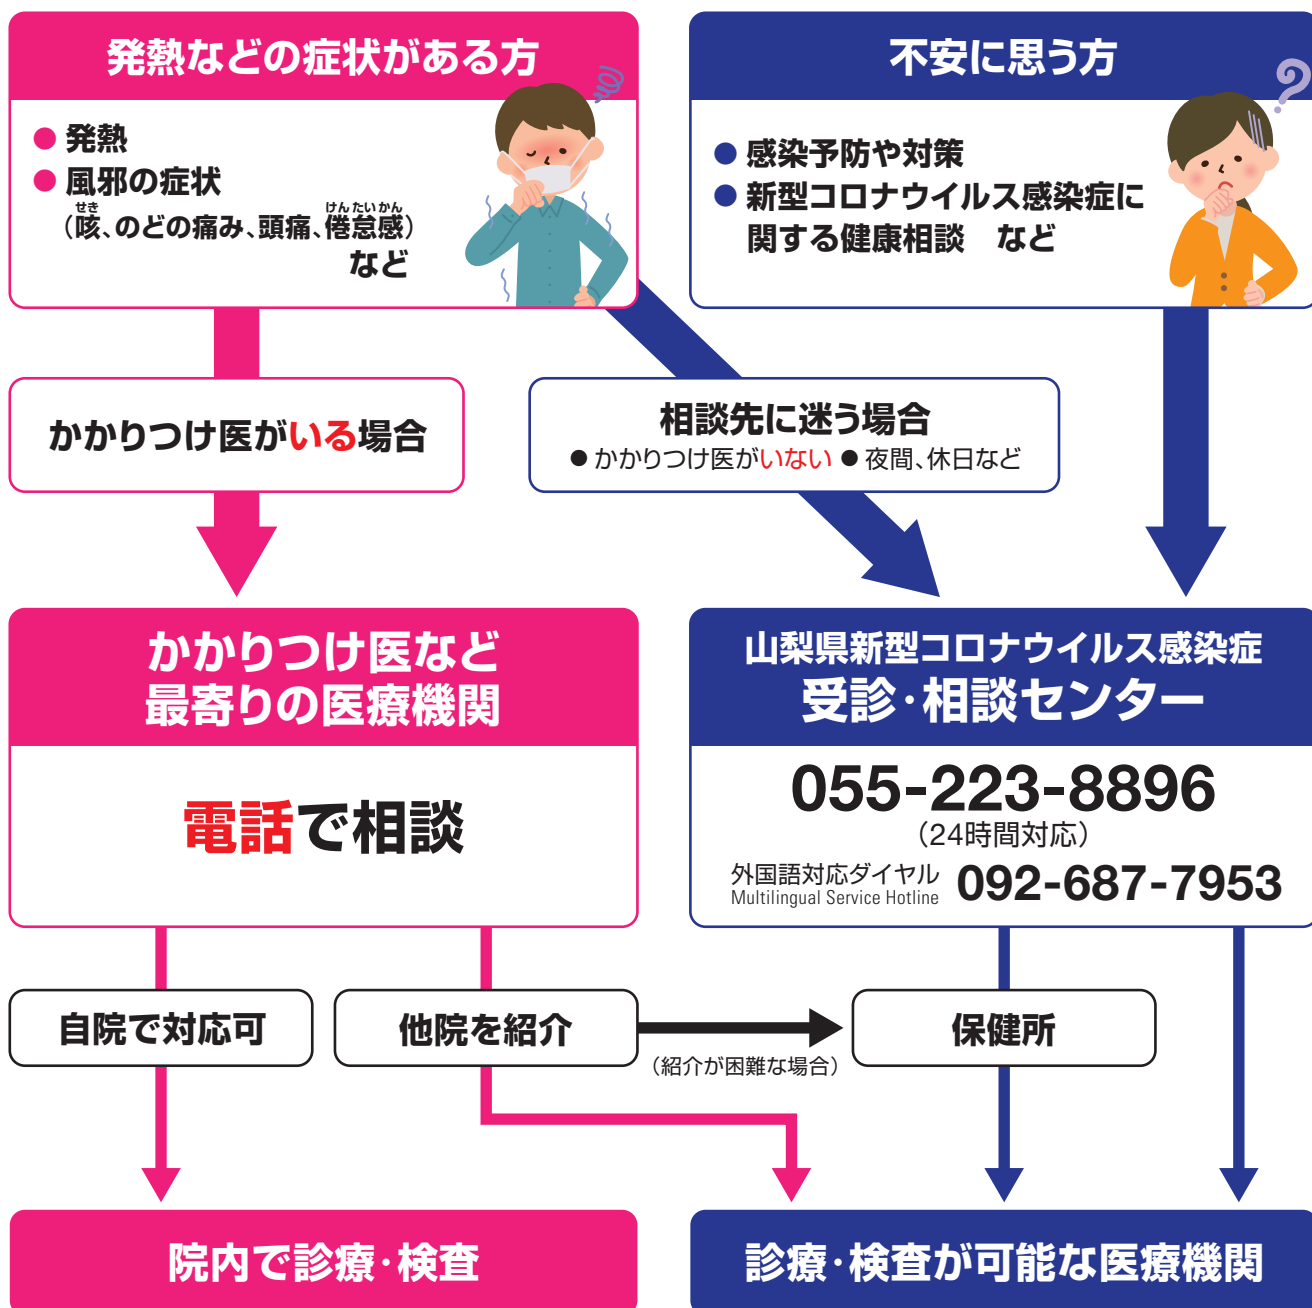 発熱などの症状がある方
● 発熱
● 風邪の症状
せき けんたいかん
（咳、のどの痛み、頭痛、倦怠感）
など
不安に思う方
● 感染予防や対策
● 新型コロナウイルス感染症に
関する健康相談　など
かかりつけ医がいる場合
相談先に迷う場合
● かかりつけ医がいない ● 夜間、休日など
かかりつけ医など
最寄りの医療機関
電話で相談
山梨県新型コロナウイルス感染症
受診・相談センター
055-223-8896
（24時間対応）
外国語対応ダイヤル
Multilingual Service Hotline
092-687-7953
自院で対応可
他院を紹介
（紹介が困難な場合）
保健所
院内で診療・検査
診療・検査が可能な医療機関